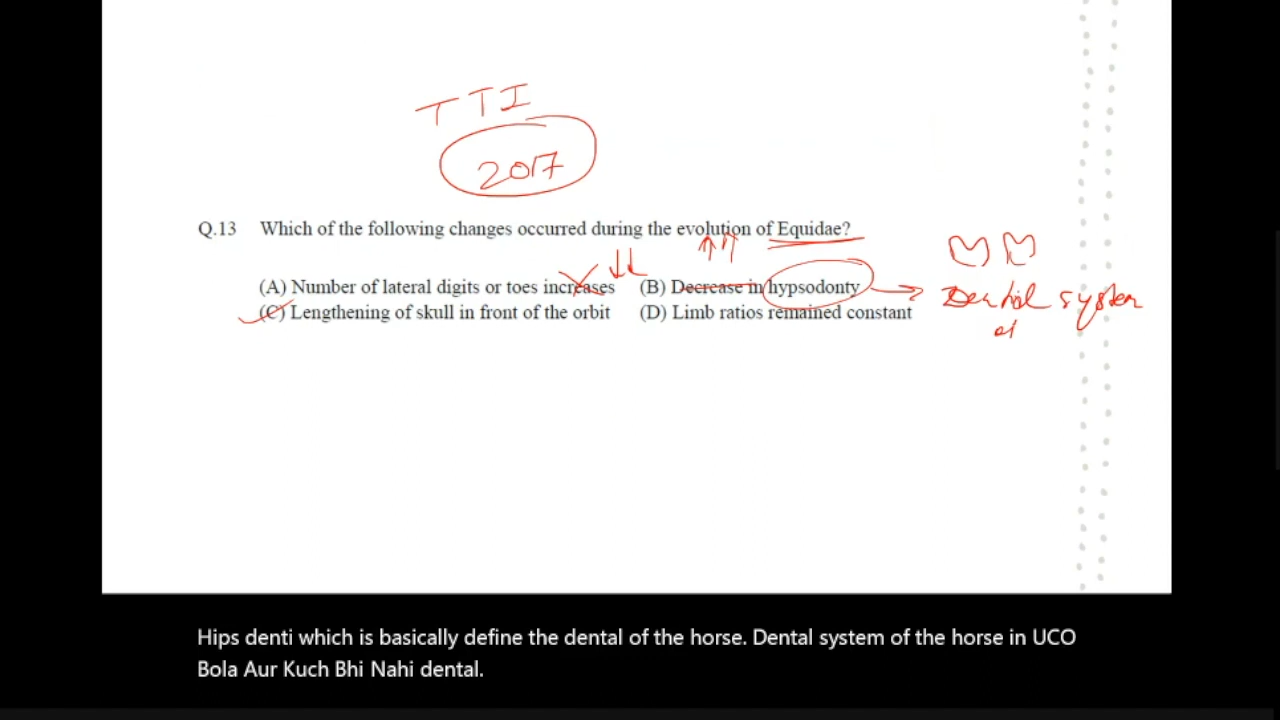 TTI
2017
Q.13 Which of the following changes occurred during the evolution of Equidae?
(A) Number of lateral digits or toes increases (B) Decrease in hypsodonty → Dental system
(C) Lengthening of skull in front of the orbit (D) Limb ratios remained constant of
Hips denti which is basically define the dental of the horse. Dental system of the horse in UCO
Bola Aur Kuch Bhi Nahi dental.